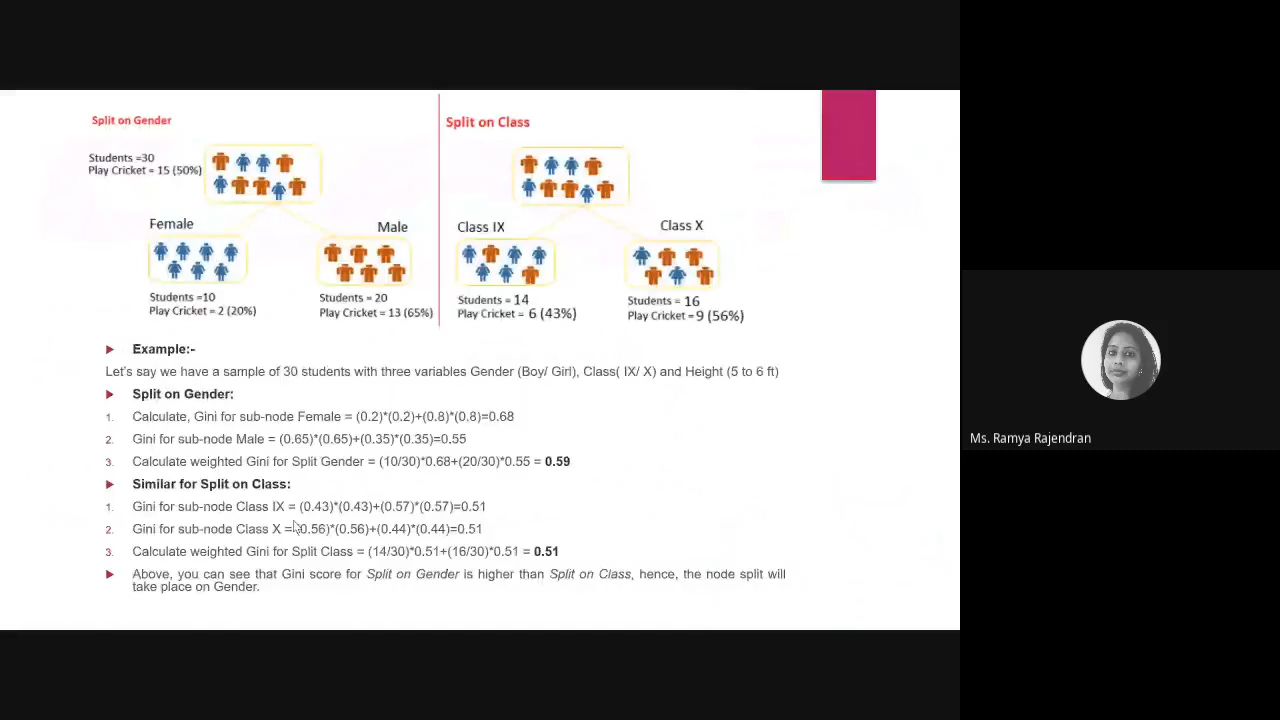 Split on Gender
Students =30
Play Cricket = 15 (50%)
Female
Male
Students =10
Play Cricket = 2 (20%)
Students = 20
Play Cricket = 13 (65%)
Split on Class
Class IX
Class X
Students = 14
Play Cricket = 6 (43%)
Students = 16
Play Cricket = 9 (56%)
Example:-
Let's say we have a sample of 30 students with three variables Gender (Boy/ Girl), Class( IX/ X) and Height (5 to 6 ft)
Split on Gender:
1. Calculate, Gini for sub-node Female = (0.2)*(0.2)+(0.8)*(0.8)=0.68
2. Gini for sub-node Male = (0.65)*(0.65)+(0.35)*(0.35)=0.55
3. Calculate weighted Gini for Split Gender = (10/30)*0.68+(20/30)*0.55 = 0.59
Similar for Split on Class:
1. Gini for sub-node Class IX = (0.43)*(0.43)+(0.57)*(0.57)=0.51
2. Gini for sub-node Class X =(0.56)*(0.56)+(0.44)*(0.44)=0.51
3. Calculate weighted Gini for Split Class = (14/30)*0.51+(16/30)*0.51 = 0.51
Above, you can see that Gini score for Split on Gender is higher than Split on Class, hence, the node split will
take place on Gender.
Ms. Ramya Rajendran